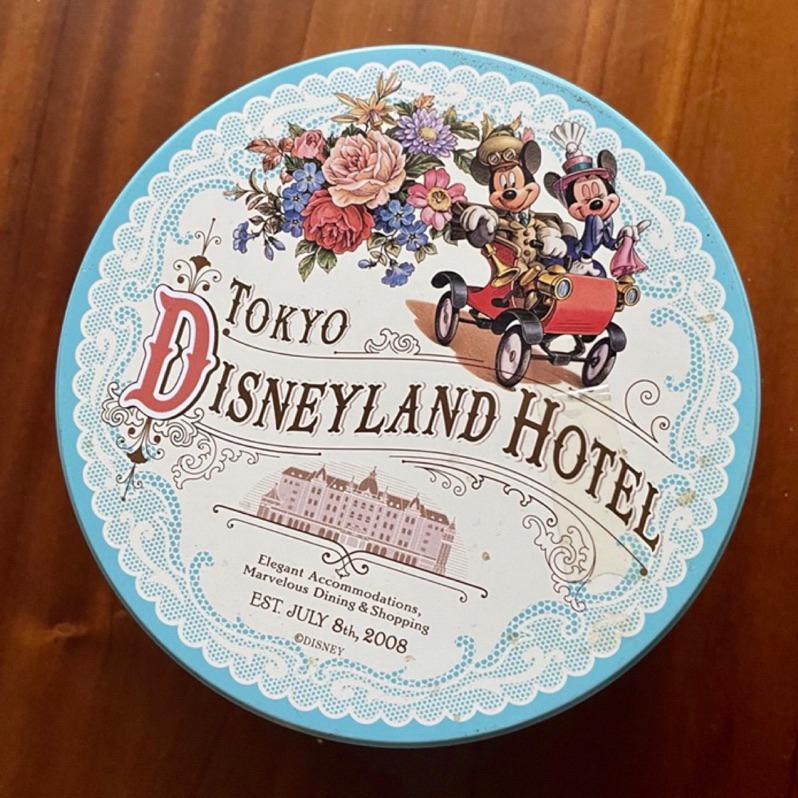 TOKYO
DISNEYLAND HOTEL
Elegant Accommodations,
Marvelous Dining & Shopping
EST. JULY 8th, 2008
©DISNEY